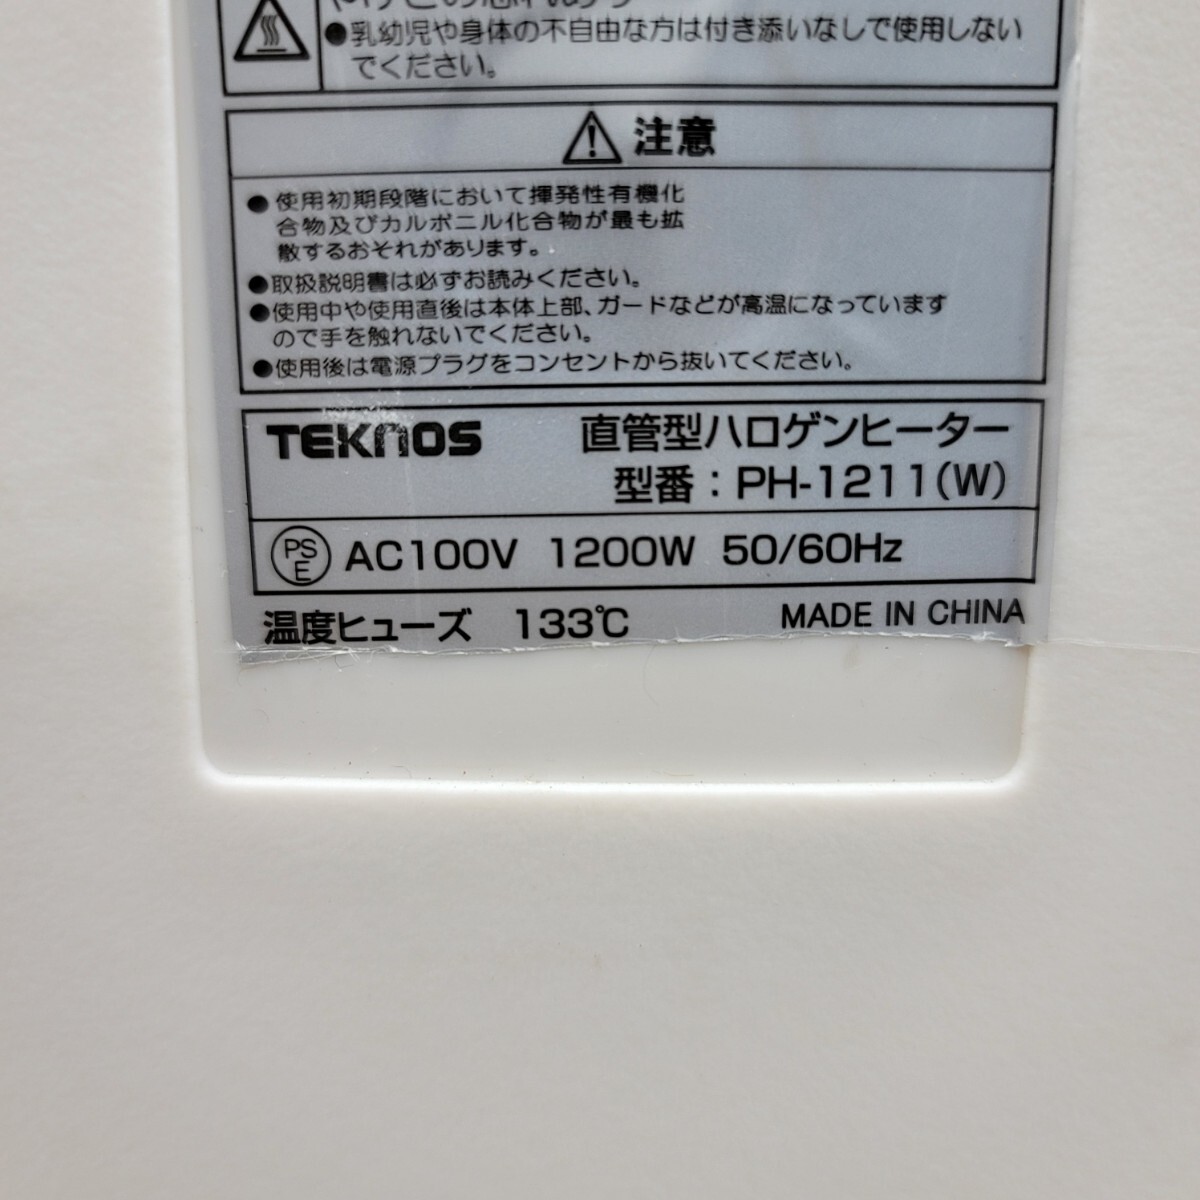 やけどの恐れあり
●乳幼児や身体の不自由な方は付き添いなしで使用しない
でください。
注意
●使用初期段階において揮発性有機化
合物及びカルボニル化合物が最も拡
散するおそれがあります。
●取扱説明書は必ずお読みください。
●使用中や使用直後は本体上部、ガードなどが高温になっています
ので手を触れないでください。
●使用後は電源プラグをコンセントから抜いてください。
TEKNOS 直管型ハロゲンヒーター
型番：PH-1211(W)
PS
E
AC100V 1200W 50/60Hz
温度ヒューズ 133℃ MADE IN CHINA